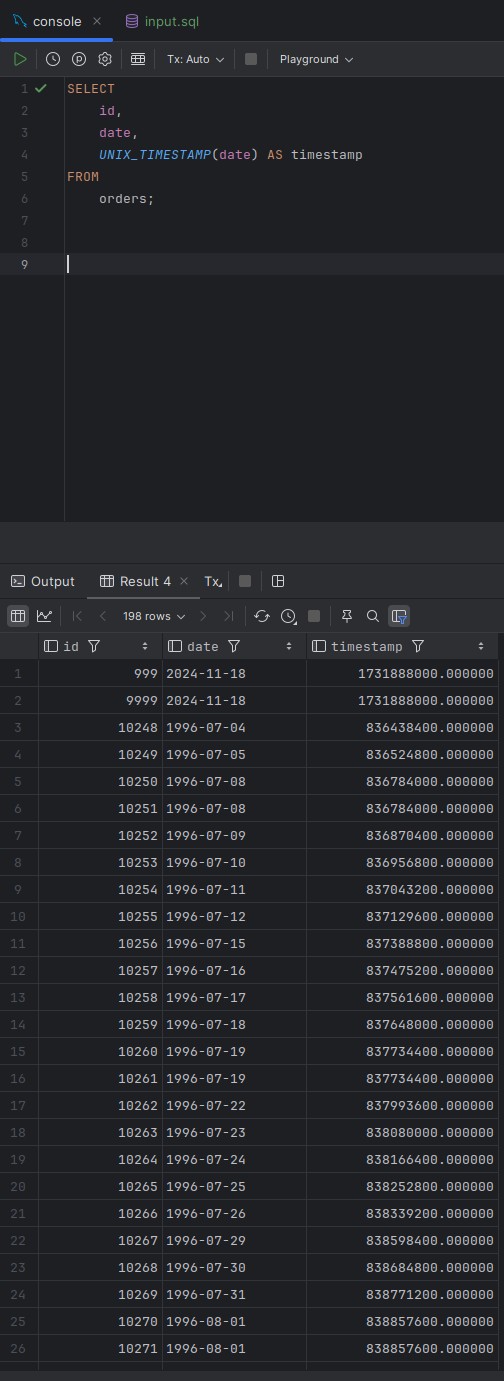 console
input.sql
Tx: Auto
Playground
1 SELECT
2 id,
3 date,
4 UNIX_TIMESTAMP(date) AS timestamp
5 FROM
6 orders;
7
8
9
Output
Result 4
Tx
198 rows
id date timestamp
1 999 2024-11-18 1731888000.000000
2 9999 2024-11-18 1731888000.000000
3 10248 1996-07-04 836438400.000000
4 10249 1996-07-05 836524800.000000
5 10250 1996-07-08 836784000.000000
6 10251 1996-07-08 836784000.000000
7 10252 1996-07-09 836870400.000000
8 10253 1996-07-10 836956800.000000
9 10254 1996-07-11 837043200.000000
10 10255 1996-07-12 837129600.000000
11 10256 1996-07-15 837388800.000000
12 10257 1996-07-16 837475200.000000
13 10258 1996-07-17 837561600.000000
14 10259 1996-07-18 837648000.000000
15 10260 1996-07-19 837734400.000000
16 10261 1996-07-19 837734400.000000
17 10262 1996-07-22 837993600.000000
18 10263 1996-07-23 838080000.000000
19 10264 1996-07-24 838166400.000000
20 10265 1996-07-25 838252800.000000
21 10266 1996-07-26 838339200.000000
22 10267 1996-07-29 838598400.000000
23 10268 1996-07-30 838684800.000000
24 10269 1996-07-31 838771200.000000
25 10270 1996-08-01 838857600.000000
26 10271 1996-08-01 838857600.000000